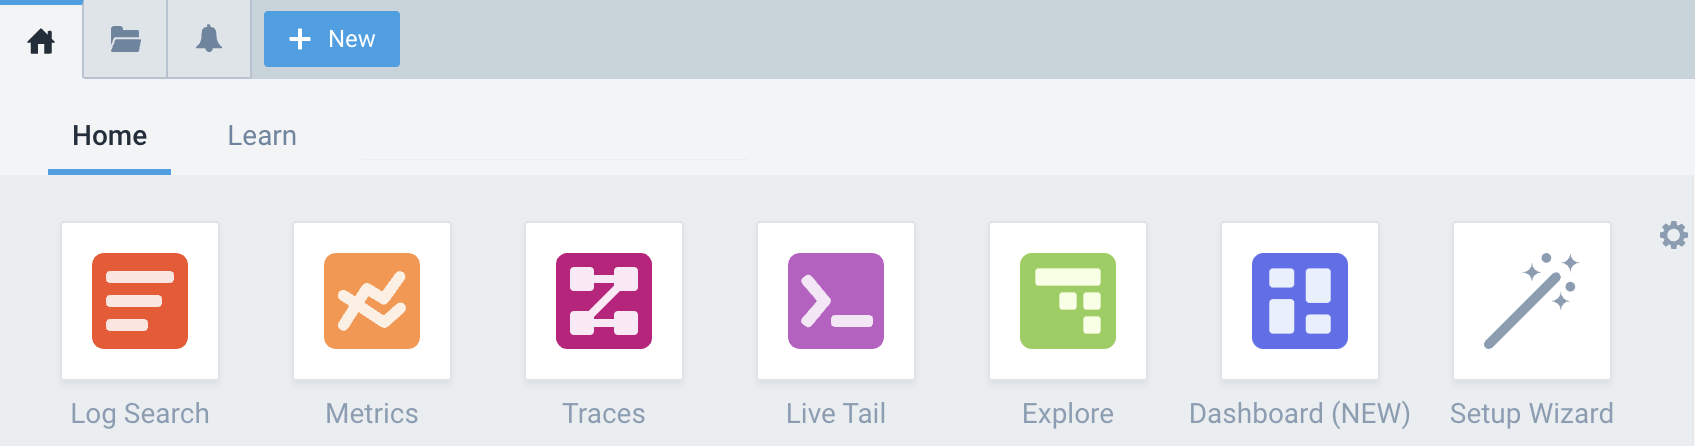 New
Home
Learn
Log Search
Metrics
Traces
Live Tail
Explore
Dashboard (NEW)
Setup Wizard